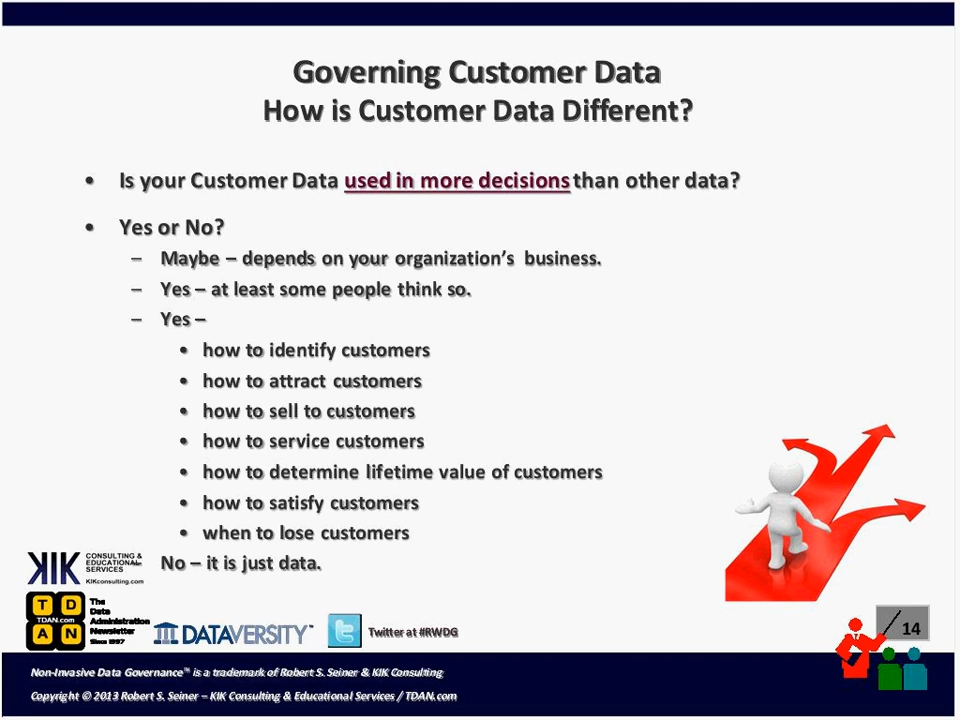 Governing Customer Data
How is Customer Data Different?
• Is your Customer Data used in more decisions than other data?
• Yes or No?
– Maybe – depends on your organization's business.
– Yes – at least some people think so.
– Yes –
• how to identify customers
• how to attract customers
• how to sell to customers
• how to service customers
• how to determine lifetime value of customers
• how to satisfy customers
• when to lose customers
– No – it is just data.
KIK
CONSULTING &
EDUCATIONAL
SERVICES
KIKconsulting.com
T D
TDAN.com
A N
The
Data
Administration
Newsletter
Since 1997
DATAVERSITY™
Twitter at #RWDG
14
Non-Invasive Data Governance™ is a trademark of Robert S. Seiner & KIK Consulting
Copyright © 2013 Robert S. Seiner – KIK Consulting & Educational Services / TDAN.com